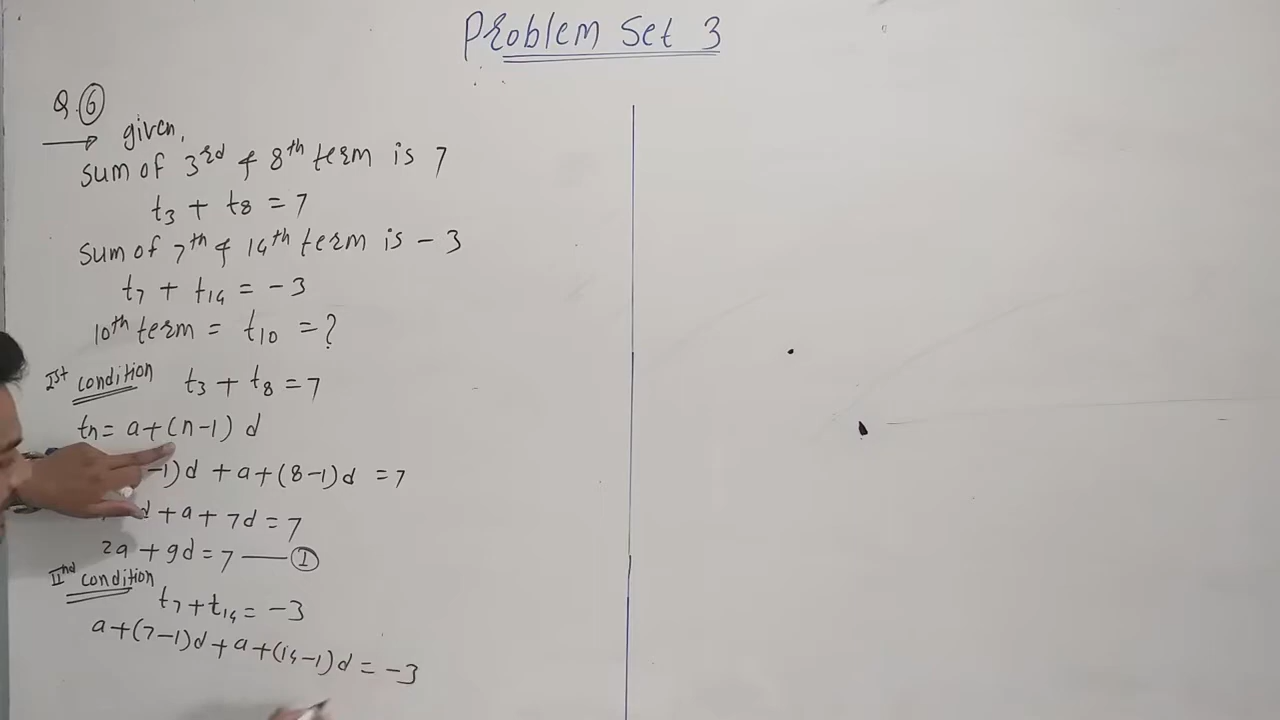 Problem Set 3
Q.6
given,
sum of 3rd & 8th term is 7
t3 + t8 = 7
sum of 7th & 14th term is - 3
t7 + t14 = - 3
10th term = t10 = ?
Ist condition t3 + t8 = 7
tn = a+(n-1) d
-1)d + a+(8-1)d = 7
d + a + 7d = 7
2a + 9d = 7 — I
IInd condition
t7 + t14 = -3
a+(7-1)d + a+(14-1)d = -3